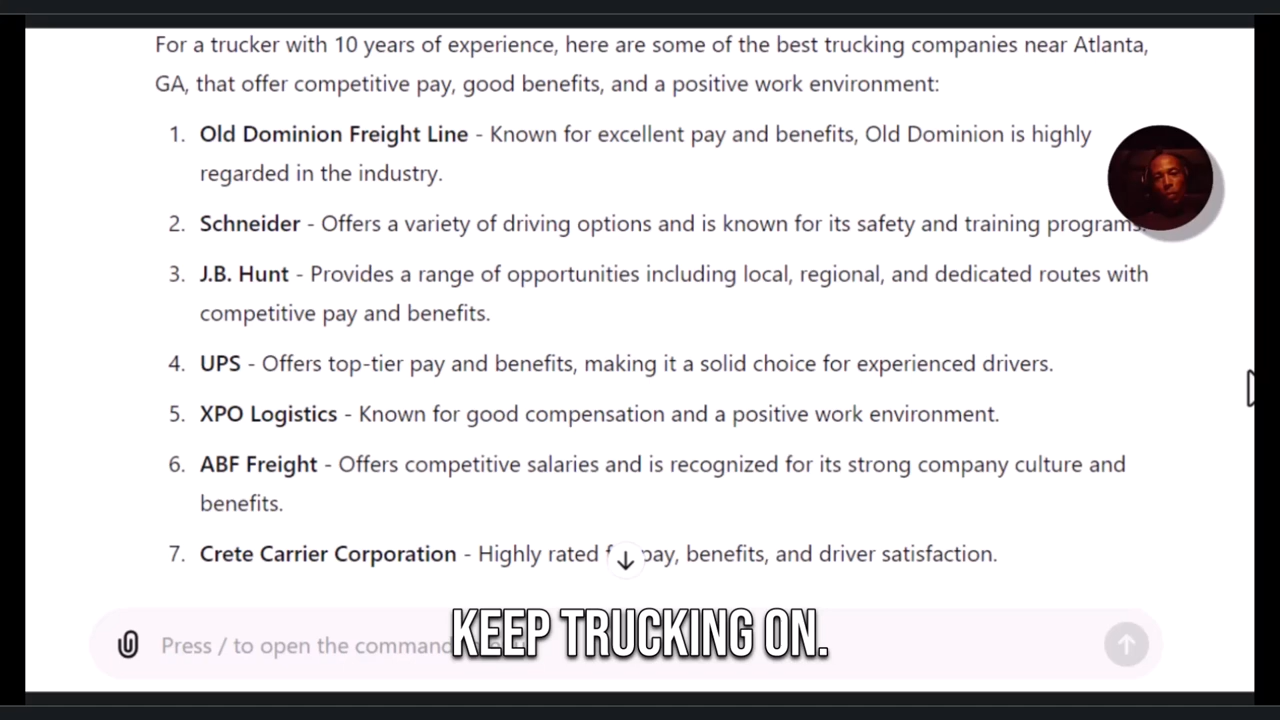 For a trucker with 10 years of experience, here are some of the best trucking companies near Atlanta,
GA, that offer competitive pay, good benefits, and a positive work environment:
1. Old Dominion Freight Line - Known for excellent pay and benefits, Old Dominion is highly
regarded in the industry.
2. Schneider - Offers a variety of driving options and is known for its safety and training programs.
3. J.B. Hunt - Provides a range of opportunities including local, regional, and dedicated routes with
competitive pay and benefits.
4. UPS - Offers top-tier pay and benefits, making it a solid choice for experienced drivers.
5. XPO Logistics - Known for good compensation and a positive work environment.
6. ABF Freight - Offers competitive salaries and is recognized for its strong company culture and
benefits.
7. Crete Carrier Corporation - Highly rated pay, benefits, and driver satisfaction.
KEEP TRUCKING ON.
Press / to open the command